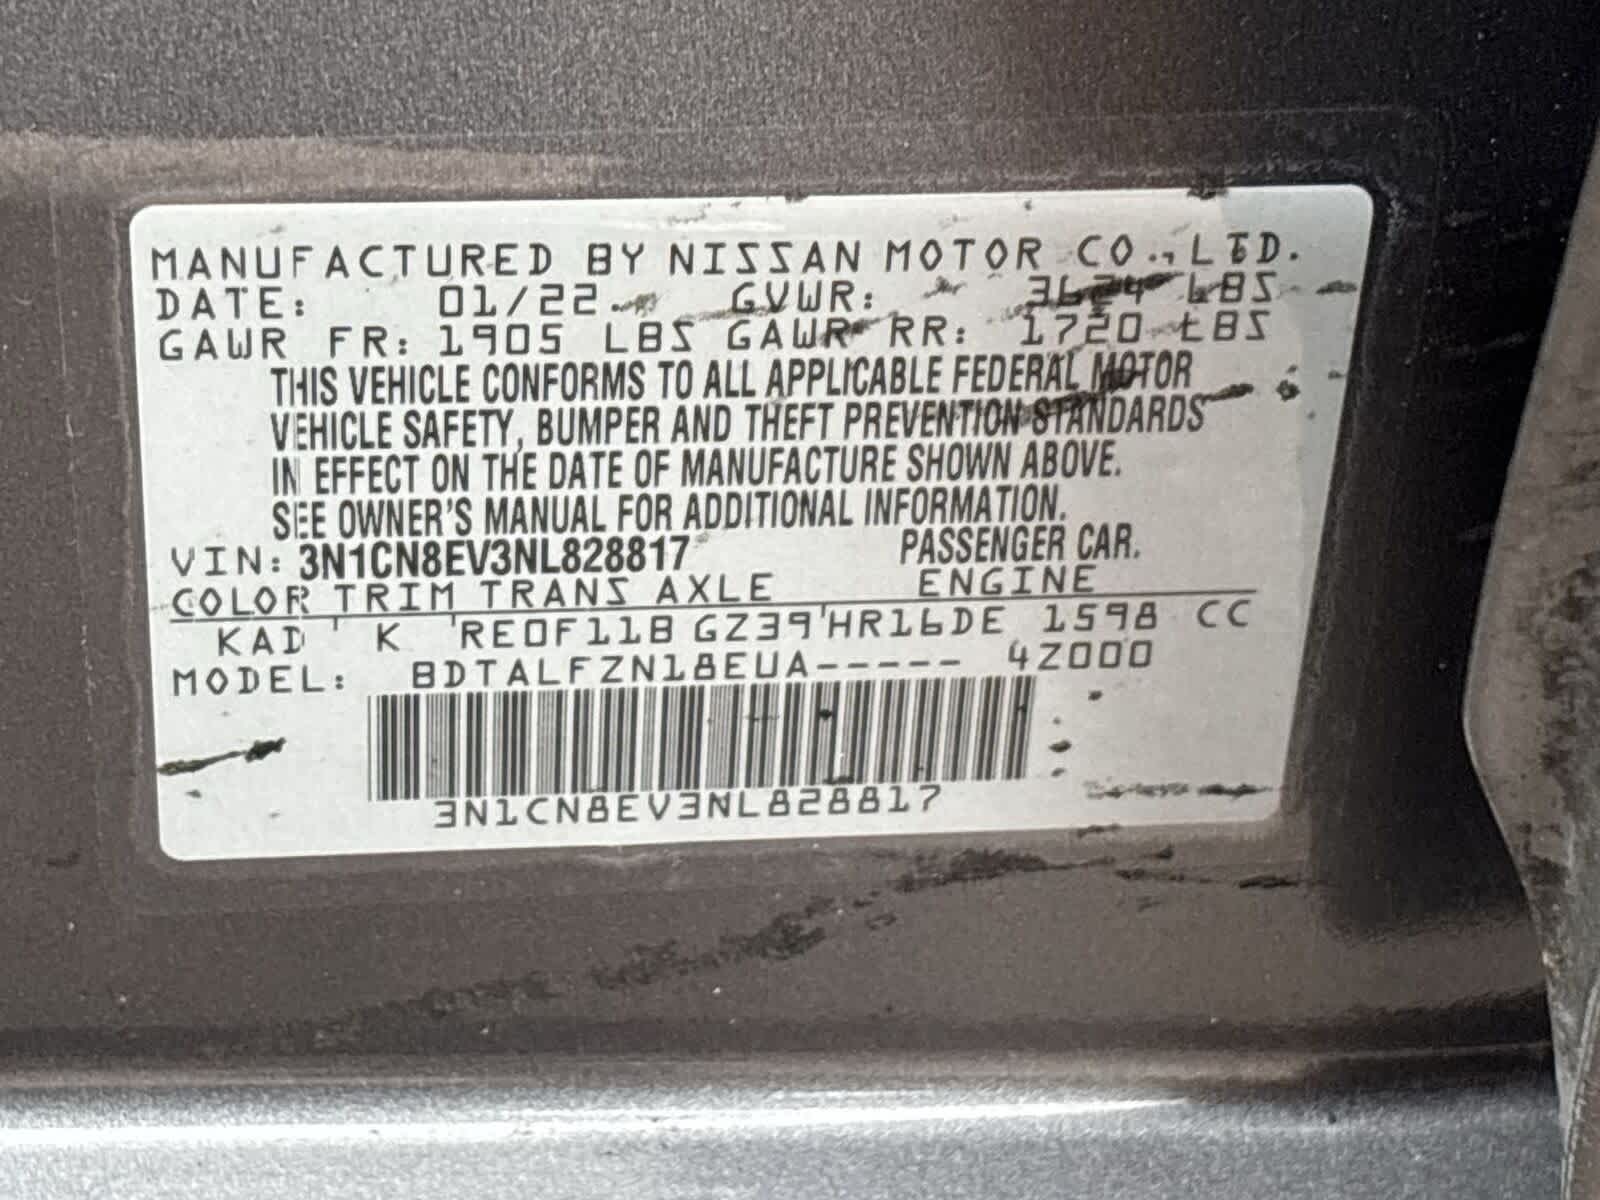 MANUFACTURED BY NISSAN MOTOR CO., LTD.
DATE: 01/22 GVWR: 3624 LBS
GAWR FR: 1905 LBS GAWR RR: 1720 LBS
THIS VEHICLE CONFORMS TO ALL APPLICABLE FEDERAL MOTOR
VEHICLE SAFETY, BUMPER AND THEFT PREVENTION STANDARDS
IN EFFECT ON THE DATE OF MANUFACTURE SHOWN ABOVE.
SEE OWNER'S MANUAL FOR ADDITIONAL INFORMATION.
VIN: 3N1CN8EV3NL828817 PASSENGER CAR.
COLOR TRIM TRANS AXLE ENGINE
KAD ' K 'RE0F11B GZ39'HR16DE 1598 CC
MODEL: BDTALFZN18EUA----- 4Z000
3N1CN8EV3NL828817